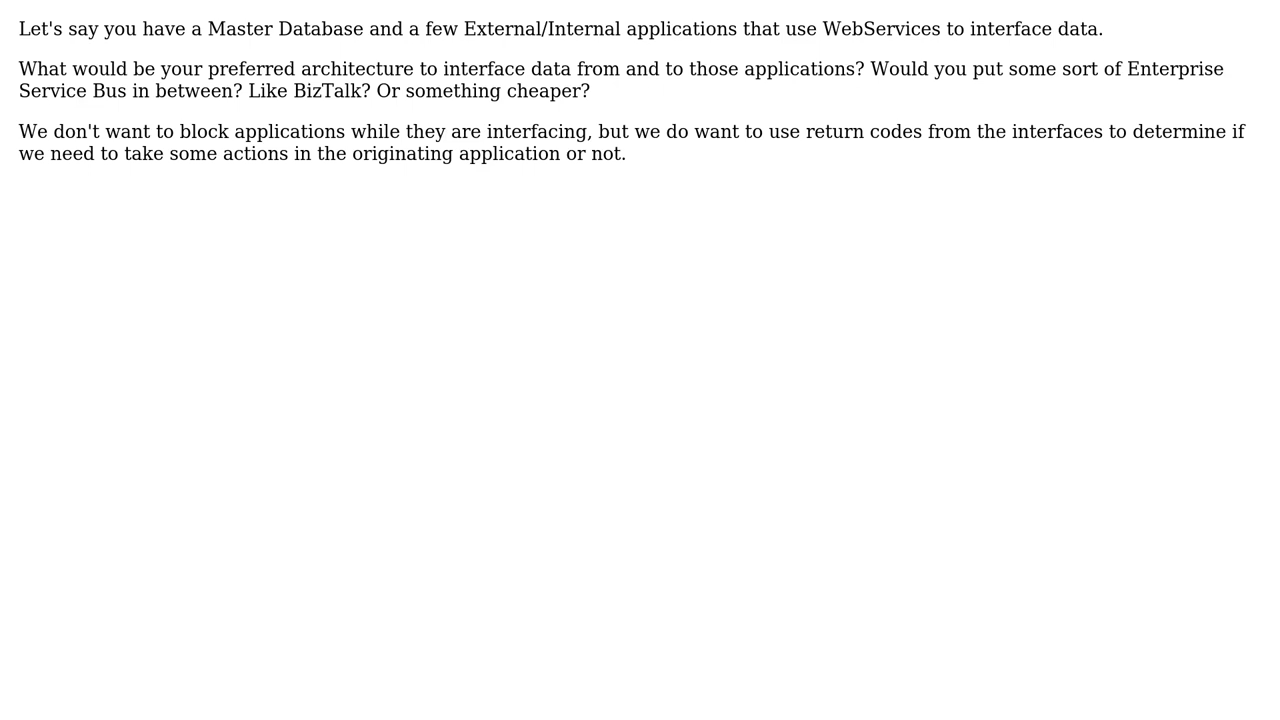 Let's say you have a Master Database and a few External/Internal applications that use WebServices to interface data.
What would be your preferred architecture to interface data from and to those applications? Would you put some sort of Enterprise
Service Bus in between? Like BizTalk? Or something cheaper?
We don't want to block applications while they are interfacing, but we do want to use return codes from the interfaces to determine if
we need to take some actions in the originating application or not.